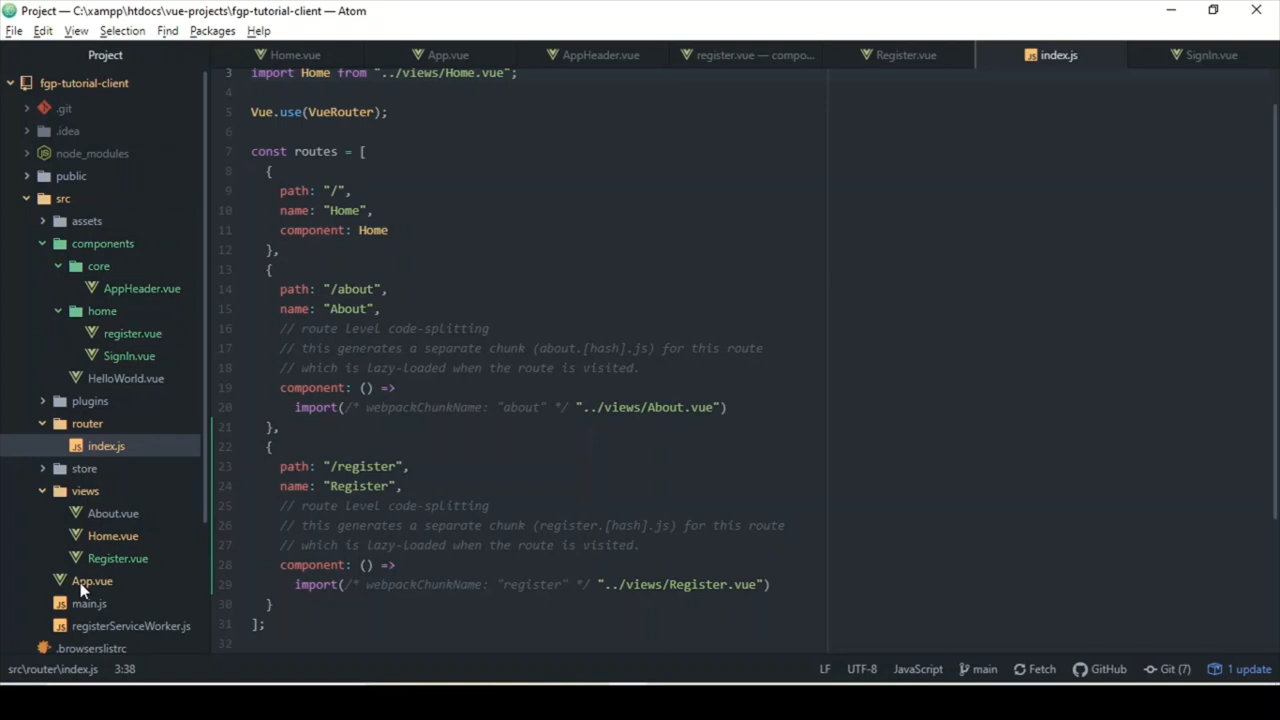 Project — C:\xampp\htdocs\vue-projects\fgp-tutorial-client — Atom
File Edit View Selection Find Packages Help
Project
Home.vue App.vue AppHeader.vue register.vue — compo... Register.vue index.js SignIn.vue
fgp-tutorial-client
.git
.idea
node_modules
public
src
assets
components
core
AppHeader.vue
home
register.vue
SignIn.vue
HelloWorld.vue
plugins
router
index.js
store
views
About.vue
Home.vue
Register.vue
App.vue
main.js
registerServiceWorker.js
.browserslistrc
3 import Home from "../views/Home.vue";
4
5 Vue.use(VueRouter);
6
7 const routes = [
8 {
9 path: "/",
10 name: "Home",
11 component: Home
12 },
13 {
14 path: "/about",
15 name: "About",
16 // route level code-splitting
17 // this generates a separate chunk (about.[hash].js) for this route
18 // which is lazy-loaded when the route is visited.
19 component: () =>
20 import(/* webpackChunkName: "about" */ "../views/About.vue")
21 },
22 {
23 path: "/register",
24 name: "Register",
25 // route level code-splitting
26 // this generates a separate chunk (register.[hash].js) for this route
27 // which is lazy-loaded when the route is visited.
28 component: () =>
29 import(/* webpackChunkName: "register" */ "../views/Register.vue")
30 }
31 ];
32
src\router\index.js 3:38 LF UTF-8 JavaScript main Fetch GitHub Git (7) 1 update